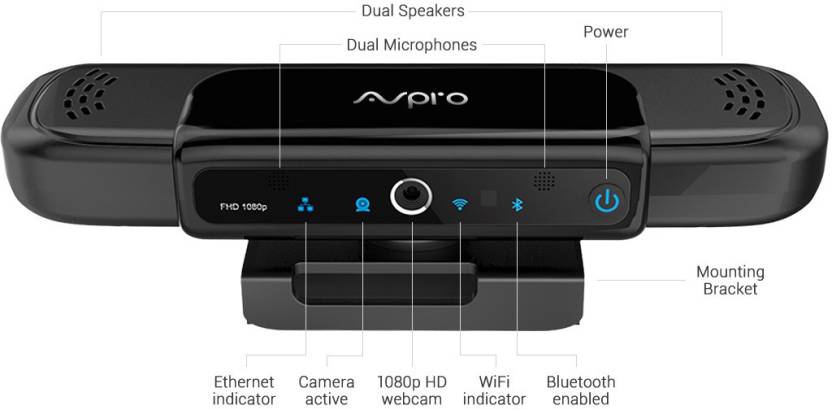 Dual Speakers
Dual Microphones
Power
Avpro
FHD 1080p
Mounting
Bracket
Ethernet
indicator
Camera
active
1080p HD
webcam
WiFi
indicator
Bluetooth
enabled